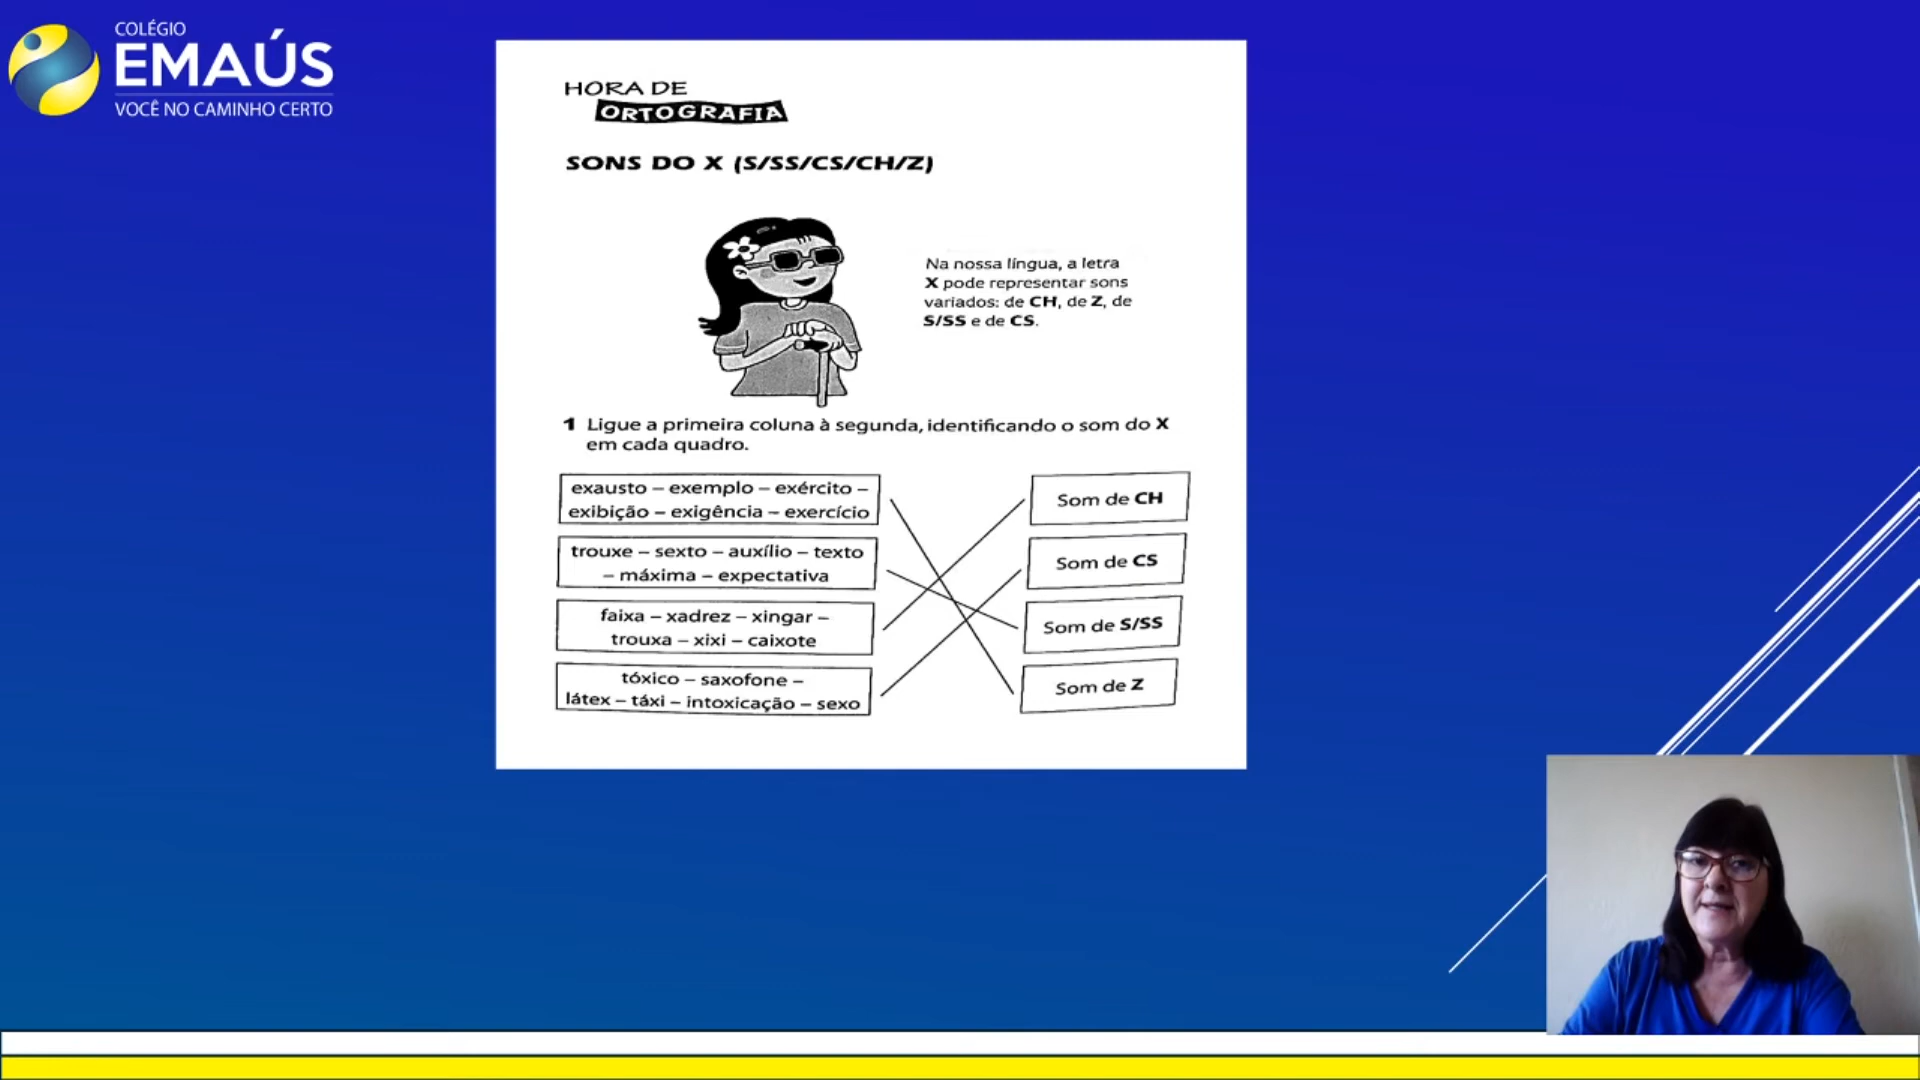 COLÉGIO
EMAÚS
VOCÊ NO CAMINHO CERTO
HORA DE
ORTOGRAFIA
SONS DO X (S/SS/CS/CH/Z)
Na nossa língua, a letra
X pode representar sons
variados: de CH, de Z, de
S/SS e de CS.
1 Ligue a primeira coluna à segunda, identificando o som do X
em cada quadro.
exausto – exemplo – exército –
exibição – exigência – exercício
trouxe – sexto – auxílio – texto
– máxima – expectativa
faixa – xadrez – xingar –
trouxa – xixi – caixote
tóxico – saxofone –
látex – táxi – intoxicação – sexo
Som de CH
Som de CS
Som de S/SS
Som de Z